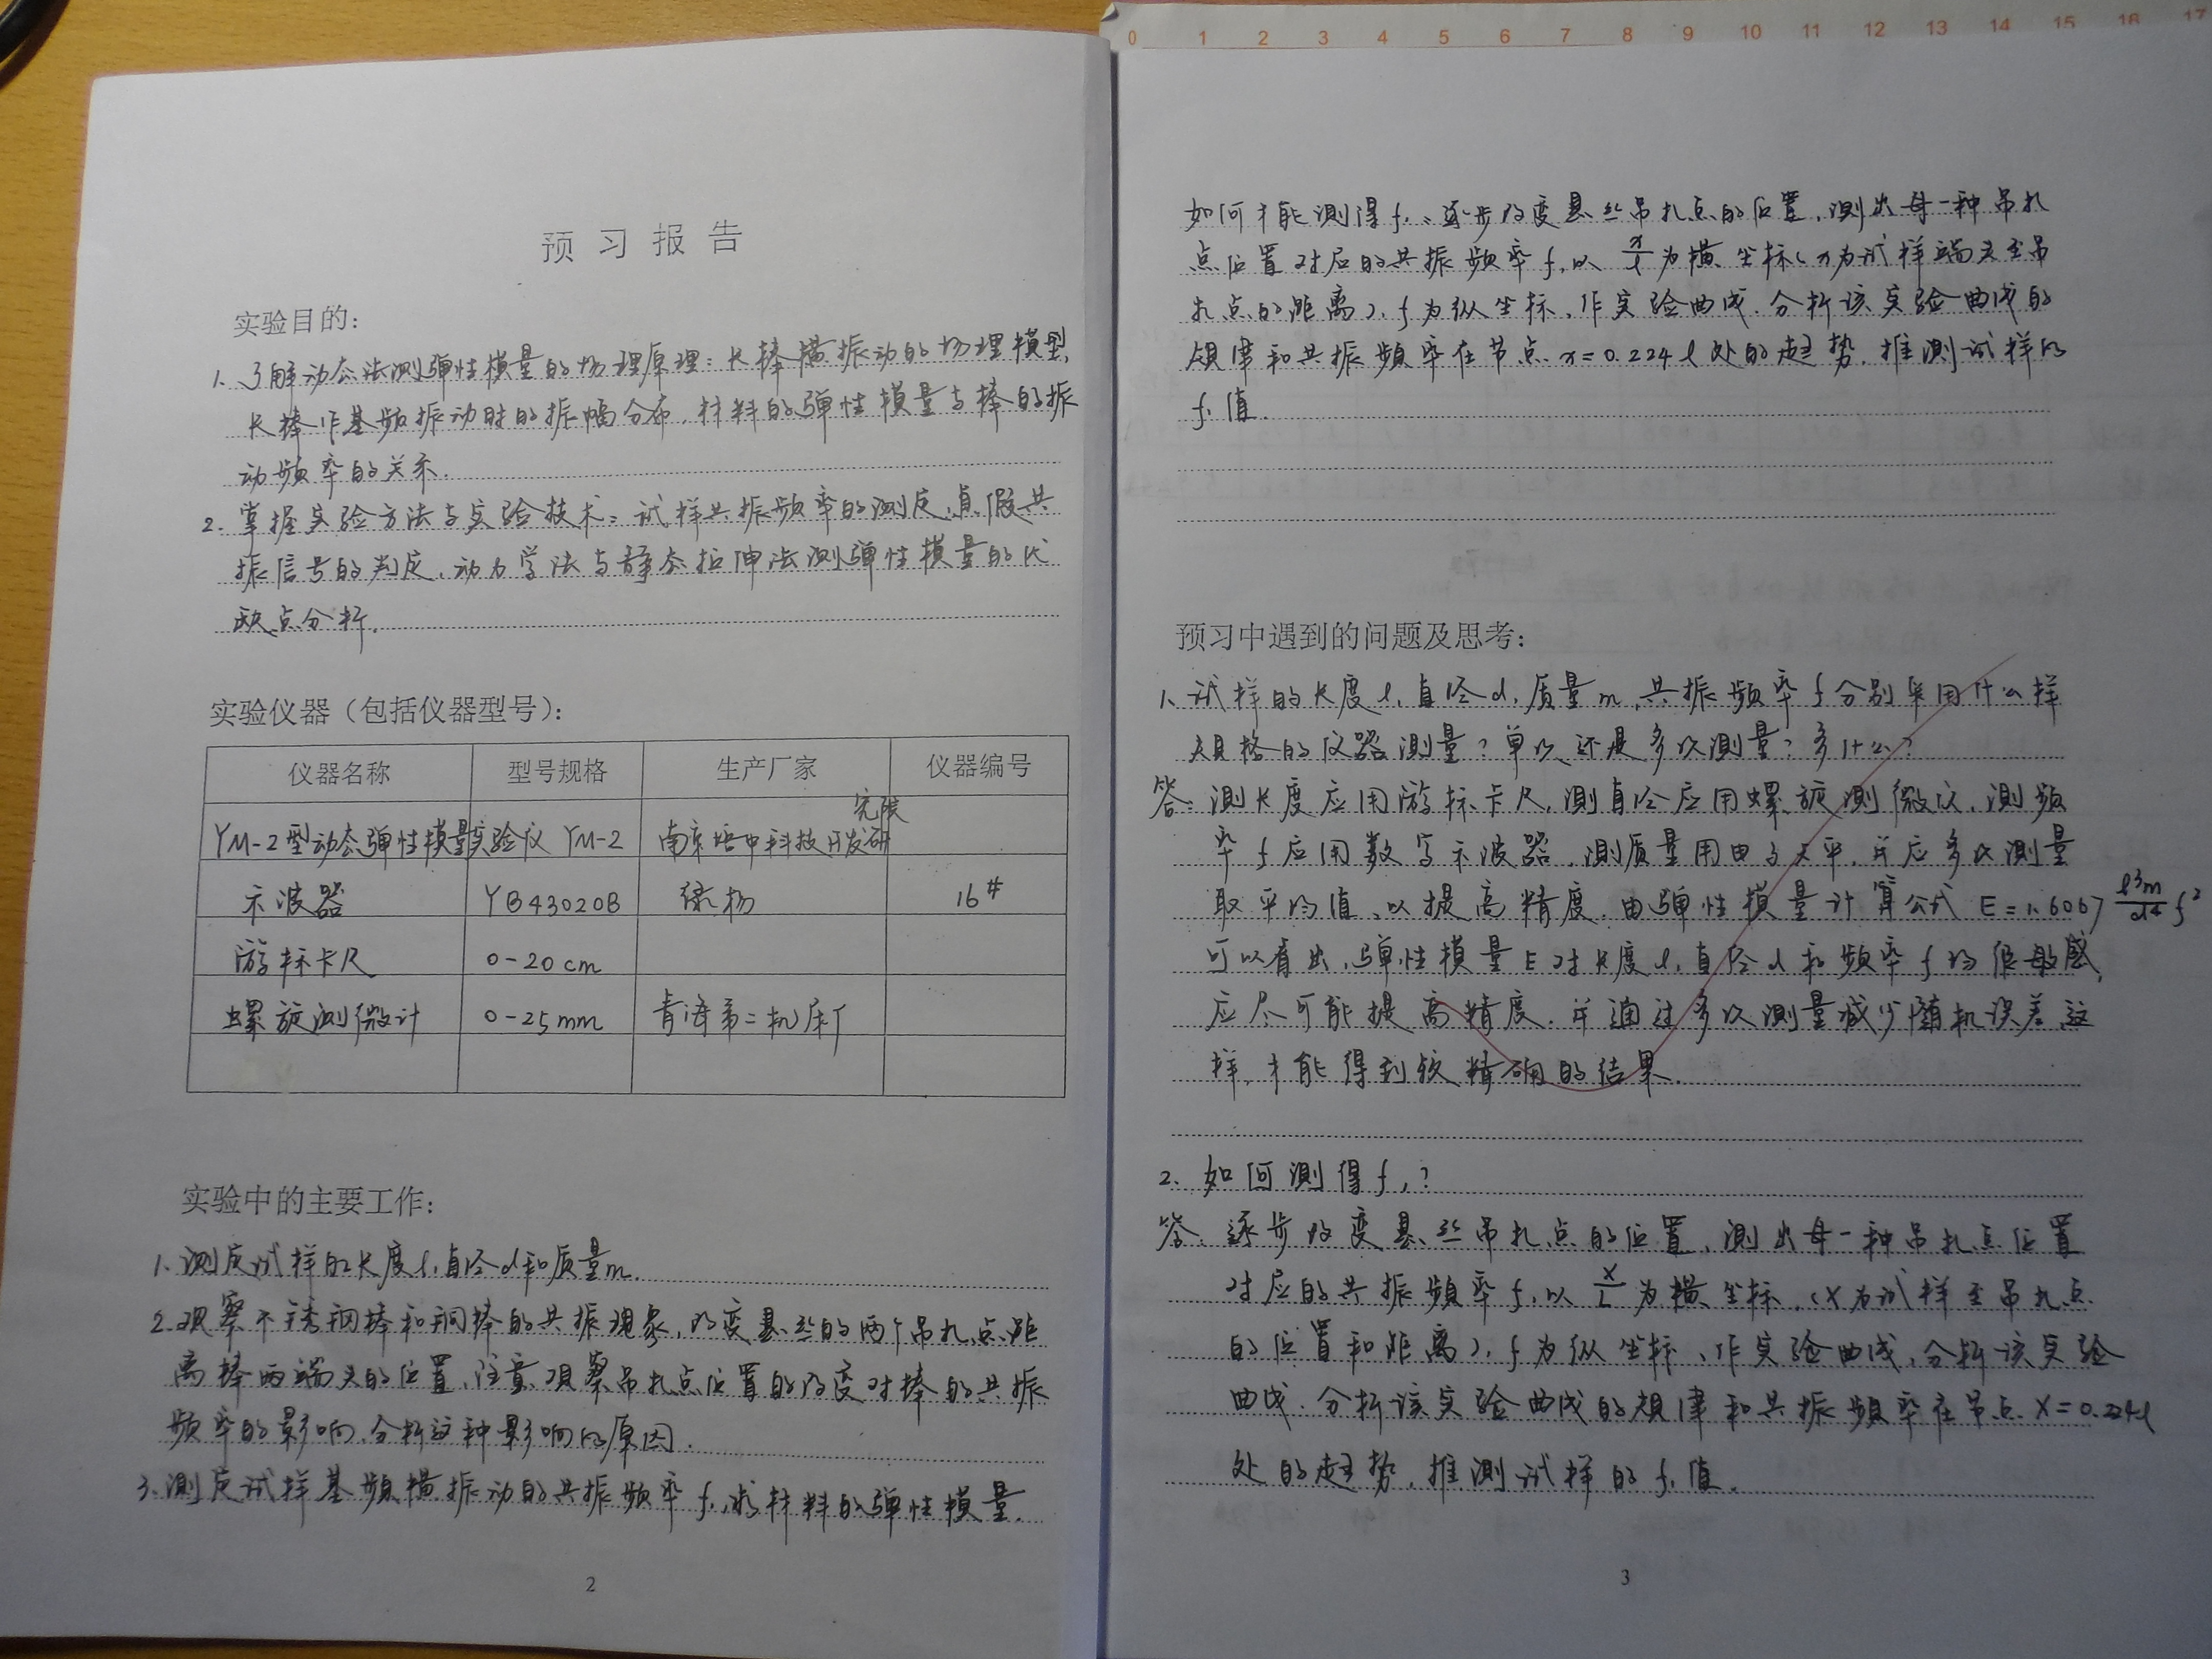 预习报告
实验目的:
1. 了解动态法测弹性模量的物理原理: 长棒横振动的物理模型,
长棒作基频振动时的振幅分布, 材料的弹性模量与棒的振
动频率的关系.
2. 掌握实验方法与实验技术: 试样共振频率的测定, 真假共
振信号的判定, 动力学法与静态拉伸法测弹性模量的优
缺点分析.
实验仪器（包括仪器型号）:
仪器名称 型号规格 生产厂家 仪器编号
YM-2型动态弹性模量实验仪 YM-2 南京培中科技开发研究院
示波器 YB43020B 绿杨 16#
游标卡尺 0-20cm
螺旋测微计 0-25mm 青海第二机床厂
实验中的主要工作:
1. 测定试样的长度l, 直径d和质量m.
2. 观察不锈钢棒和铜棒的共振现象, 改变悬丝的两个吊扎点距
离棒两端头的位置, 注意观察吊扎点位置的改变对棒的共振
频率的影响, 分析这种影响的原因.
3. 测定试样基频横振动的共振频率f₁, 求材料的弹性模量.
2
0 1 2 3 4 5 6 7 8 9 10 11 12 13 14 15 16 17
如何才能测得f₁, 逐步改变悬丝吊扎点的位置, 测出每一种吊扎
点位置对应的共振频率f, 以 x/l 为横坐标(x为试样端头至吊
扎点的距离), f为纵坐标, 作实验曲线. 分析该实验曲线的
规律和共振频率在节点x=0.224l处的趋势, 推测试样的
f₁值.
预习中遇到的问题及思考:
1. 试样的长度l, 直径d, 质量m, 共振频率f分别采用什么样
规格的仪器测量? 单次还是多次测量? 为什么?
答: 测长度应用游标卡尺, 测直径应用螺旋测微仪, 测频
率f应用数字示波器, 测质量用电子天平, 并应多次测量
取平均值, 以提高精度. 由弹性模量计算公式 E=1.6067 l³m/d⁴ f²
可以看出, 弹性模量E对长度l, 直径d和频率f均很敏感,
应尽可能提高精度. 并通过多次测量减少随机误差, 这
样, 才能得到较精确的结果.
2. 如何测得f₁?
答: 逐步改变悬丝吊扎点的位置, 测出每一种吊扎点位置
对应的共振频率f, 以 X/L 为横坐标, (X为试样至吊扎点
的位置和距离), f为纵坐标, 作实验曲线, 分析该实验
曲线. 分析该实验曲线的规律和共振频率在节点X=0.224l
处的趋势, 推测试样的f₁值.
3